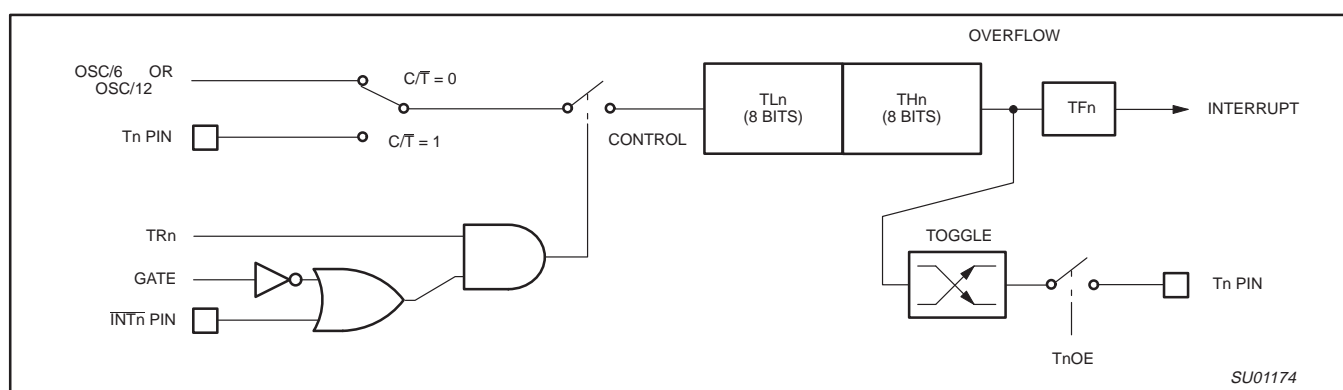 OVERFLOW
OSC/6 OR
OSC/12
C/T̅ = 0
TLn
(8 BITS)
THn
(8 BITS)
TFn
INTERRUPT
Tn PIN
C/T̅ = 1
CONTROL
TRn
TOGGLE
GATE
Tn PIN
I̅N̅T̅n̅ PIN
TnOE
SU01174